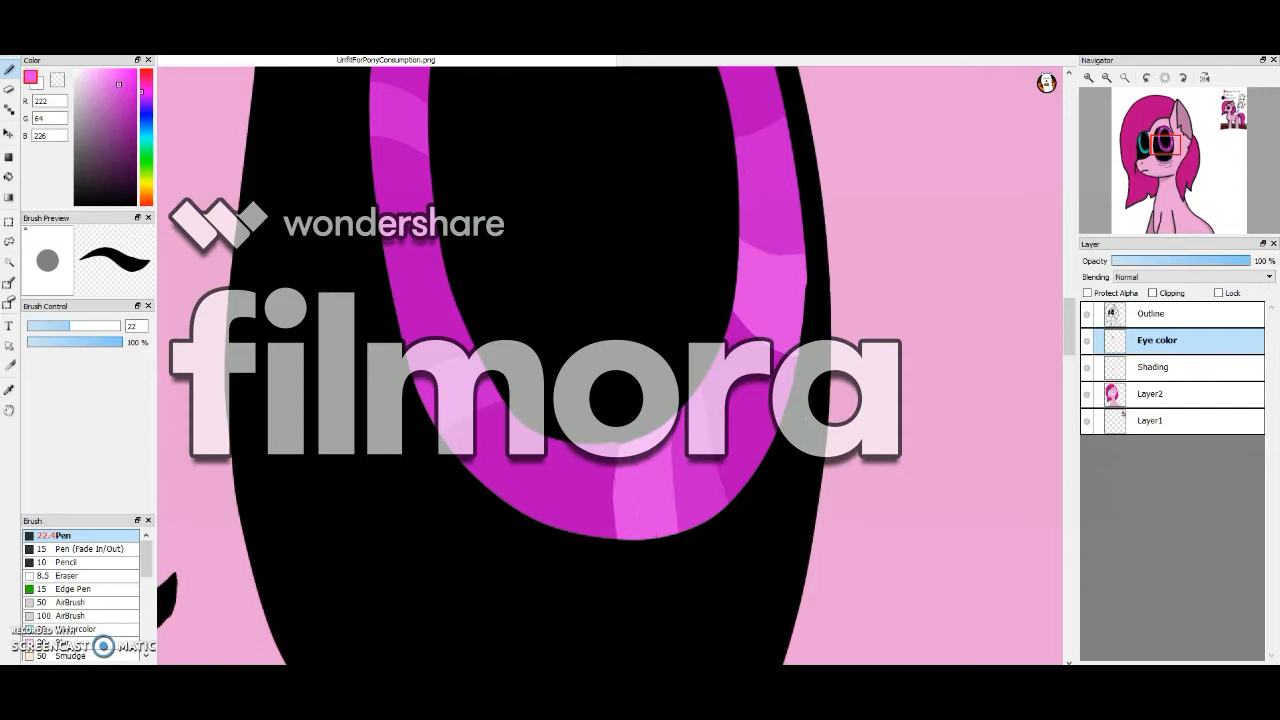 Color
UnfitForPonyConsumption.png
Navigator
R 222
G 64
B 226
Brush Preview
wondershare
filmora
Layer
Opacity 100 %
Blending Normal
Protect Alpha Clipping Lock
Brush Control
22
100 %
Outline
Eye color
Shading
Layer2
Layer1
Brush
22.4 Pen
15 Pen (Fade In/Out)
10 Pencil
8.5 Eraser
15 Edge Pen
50 AirBrush
100 AirBrush
RECORDED WITH
SCREENCAST MATIC
50 Smudge